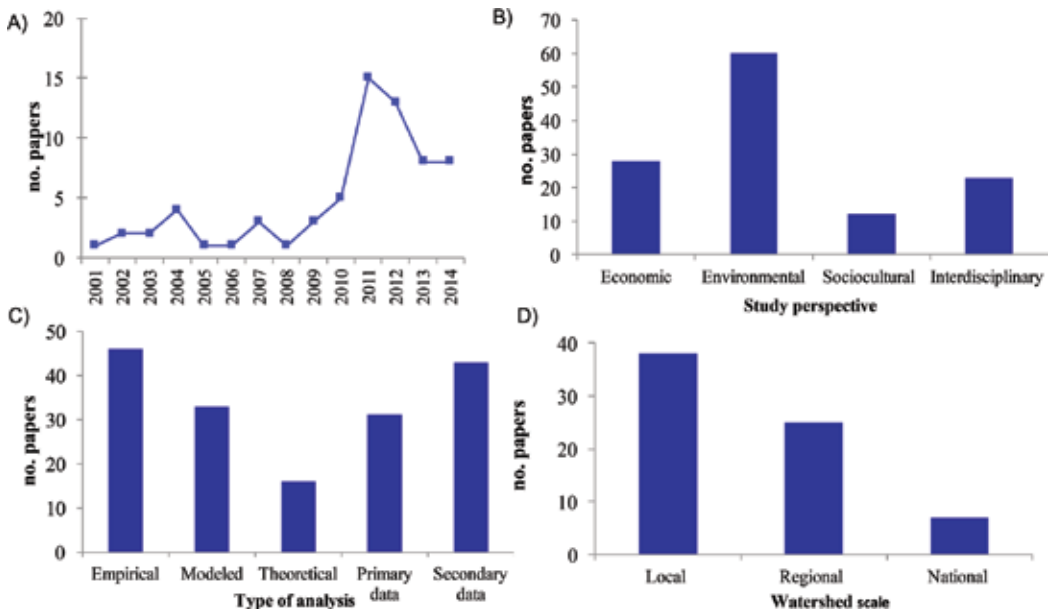 A)
no. papers
20
15
10
5
0
2001 2002 2003 2004 2005 2006 2007 2008 2009 2010 2011 2012 2013 2014
B)
no. papers
70
60
50
40
30
20
10
0
Economic Environmental Sociocultural Interdisciplinary
Study perspective
C)
no. papers
50
40
30
20
10
0
Empirical Modeled Theoretical Primary Secondary
data data
Type of analysis
D)
no. papers
40
30
20
10
0
Local Regional National
Watershed scale